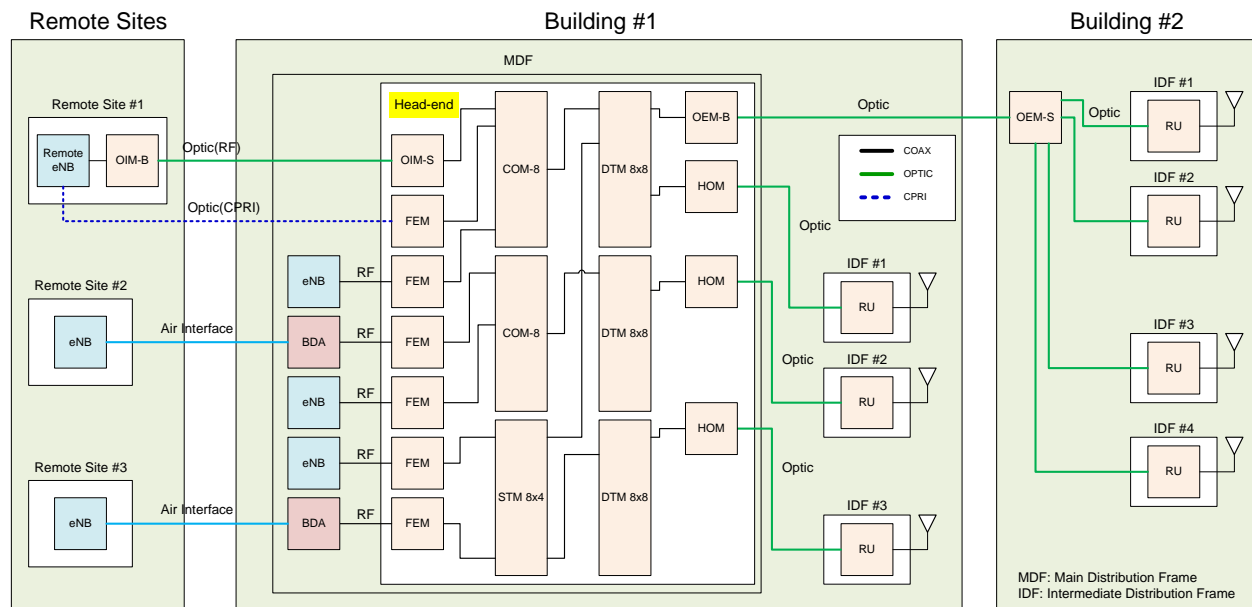 Remote Sites
Building #1
Building #2
MDF
Remote Site #1
Remote
eNB
OIM-B
Optic(RF)
Optic(CPRI)
Remote Site #2
eNB
Air Interface
Remote Site #3
eNB
Air Interface
Head-end
OIM-S
FEM
eNB
RF
FEM
BDA
RF
FEM
eNB
RF
FEM
eNB
RF
FEM
BDA
RF
FEM
COM-8
COM-8
STM 8x4
DTM 8x8
DTM 8x8
DTM 8x8
OEM-B
HOM
HOM
HOM
Optic
Optic
Optic
Optic
COAX
OPTIC
CPRI
IDF #1
RU
IDF #2
RU
IDF #3
RU
OEM-S
Optic
IDF #1
RU
IDF #2
RU
IDF #3
RU
IDF #4
RU
MDF: Main Distribution Frame
IDF: Intermediate Distribution Frame